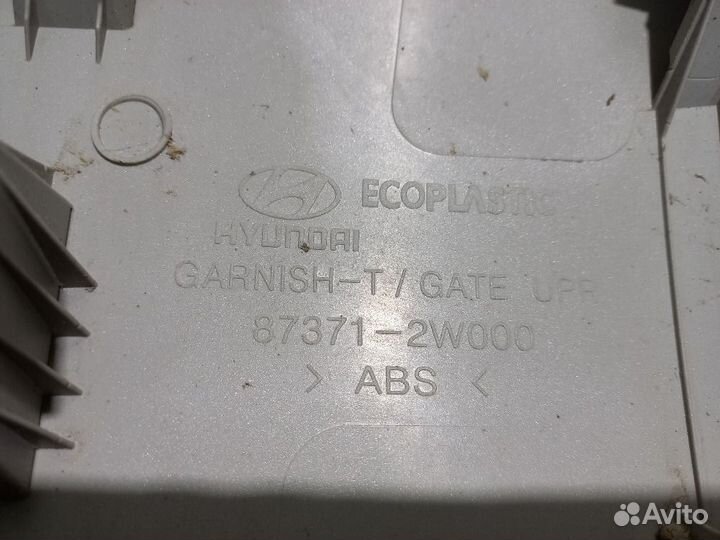 ECOPLASTIC
HYUNDAI
GARNISH-T / GATE UPR
87371-2W000
> ABS <
Avito